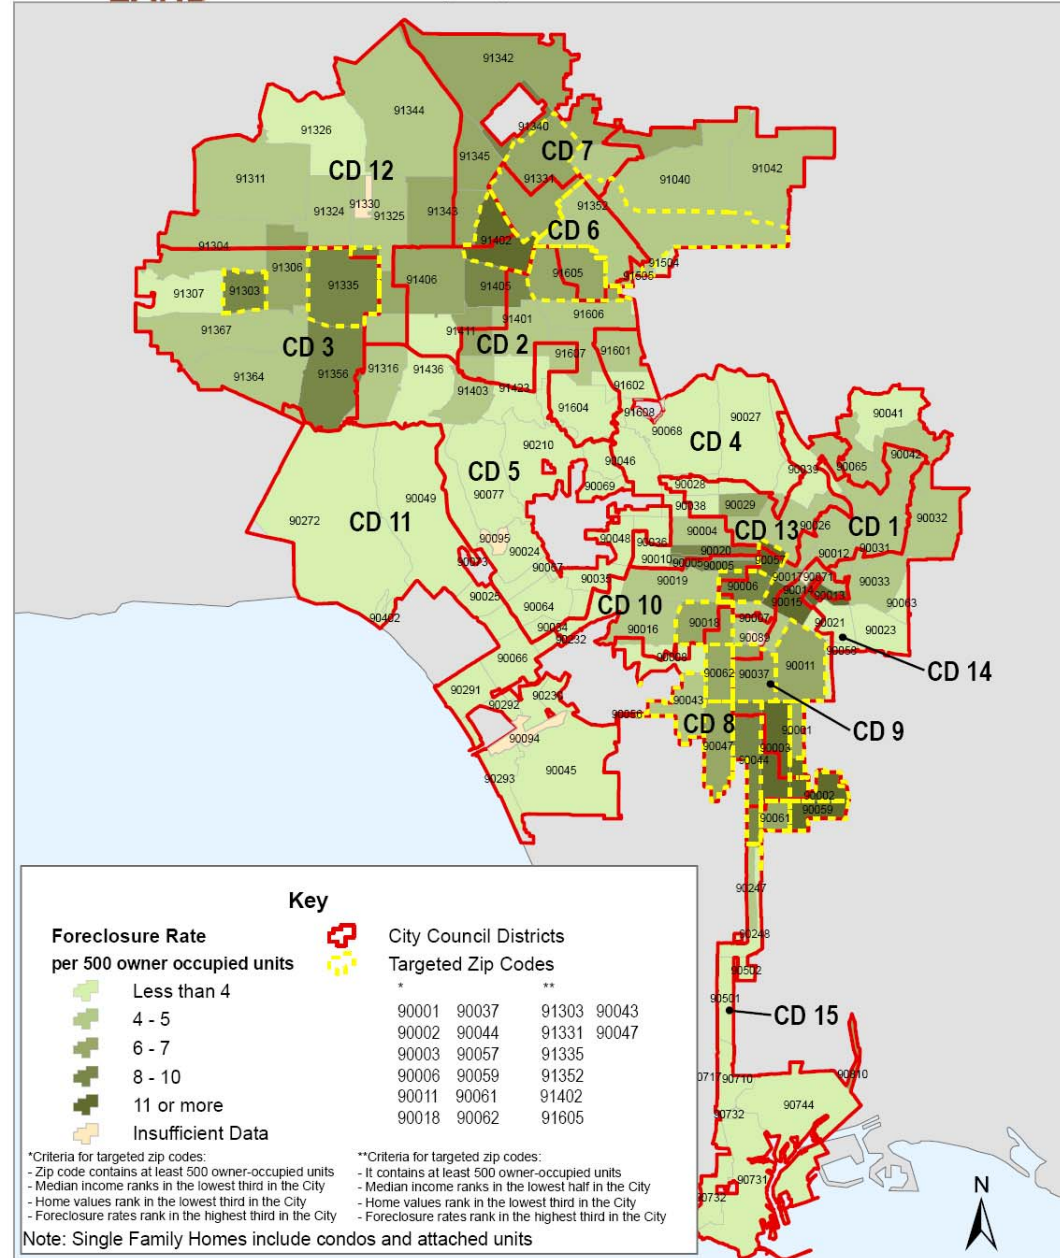 91342
91344
91326
91340
CD 12
CD 7
91345
91331
91042
91040
91311
91330
91324
91325
91343
91352
CD 6
91402
91304
91504
91306
91605
91406
91405
91303
91335
91307
91606
91401
91411
CD 2
91367
CD 3
91607
91601
91364
91356
91316
91436
91403
91423
91602
91604
91608
90041
90027
90068
CD 4
90210
90046
90039
90065
90042
CD 5
90077
90069
90028
90038
90029
90049
CD 11
90272
CD 13
90026
CD 1
90032
90004
90095
90048
90036
90024
90020
90057
90012
90031
90010
90005
90073
90067
90035
90019
90006
90017
90071
90014
90013
90033
90015
90063
90025
90064
CD 10
90402
90034
90232
90016
90018
90007
90089
90021
90023
90058
90066
90008
90011
CD 14
90062
90037
90291
90292
90043
CD 8
CD 9
90056
90094
90047
90003
90044
90045
90293
90002
90059
90061
90247
90248
90502
90501
CD 15
90710
90810
90744
90732
90731
90732
Key
Foreclosure Rate
per 500 owner occupied units
Less than 4
4 - 5
6 - 7
8 - 10
11 or more
Insufficient Data
City Council Districts
Targeted Zip Codes
* **
90001 90037 91303 90043
90002 90044 91331 90047
90003 90057 91335
90006 90059 91352
90011 90061 91402
90018 90062 91605
*Criteria for targeted zip codes:
- Zip code contains at least 500 owner-occupied units
- Median income ranks in the lowest third in the City
- Home values rank in the lowest third in the City
- Foreclosure rates rank in the highest third in the City
**Criteria for targeted zip codes:
- It contains at least 500 owner-occupied units
- Median income ranks in the lowest half in the City
- Home values rank in the lowest third in the City
- Foreclosure rates rank in the highest third in the City
Note: Single Family Homes include condos and attached units
N